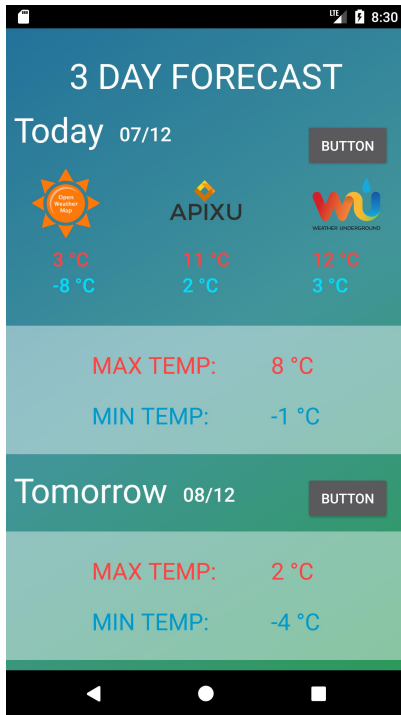 LTE 8:30
3 DAY FORECAST
Today 07/12 BUTTON
Open
Weather
Map
APIXU
WU
WEATHER UNDERGROUND
3 °C 11 °C 12 °C
-8 °C 2 °C 3 °C
MAX TEMP: 8 °C
MIN TEMP: -1 °C
Tomorrow 08/12 BUTTON
MAX TEMP: 2 °C
MIN TEMP: -4 °C